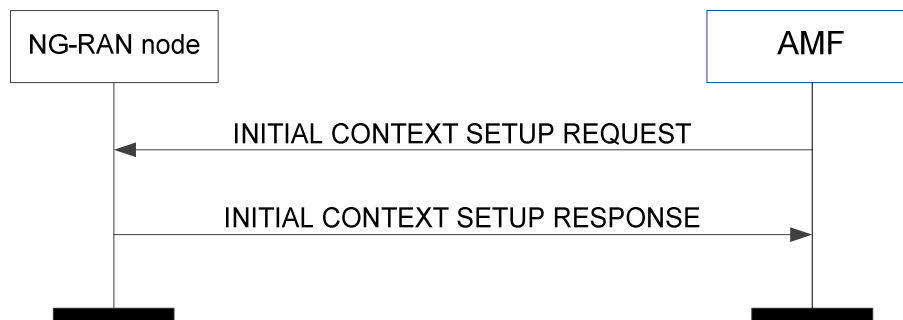 NG-RAN node
AMF
INITIAL CONTEXT SETUP REQUEST
INITIAL CONTEXT SETUP RESPONSE